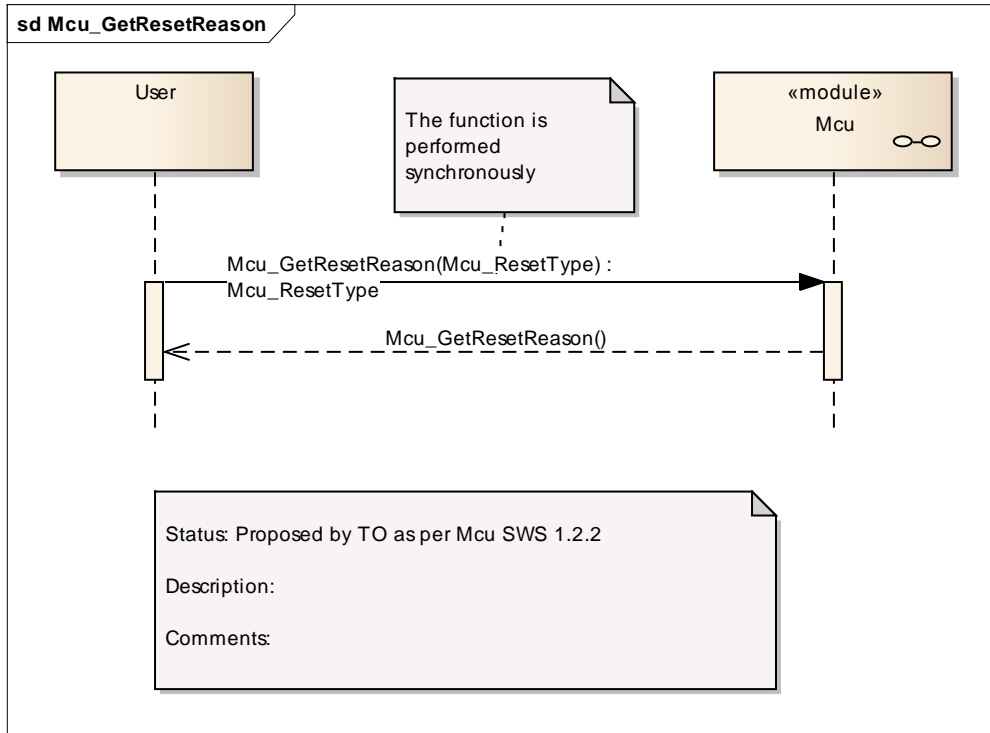 sd Mcu_GetResetReason
User
The function is
performed
synchronously
«module»
Mcu
Mcu_GetResetReason(Mcu_ResetType) :
Mcu_ResetType
Mcu_GetResetReason()
Status: Proposed by TO as per Mcu SWS 1.2.2
Description:
Comments: